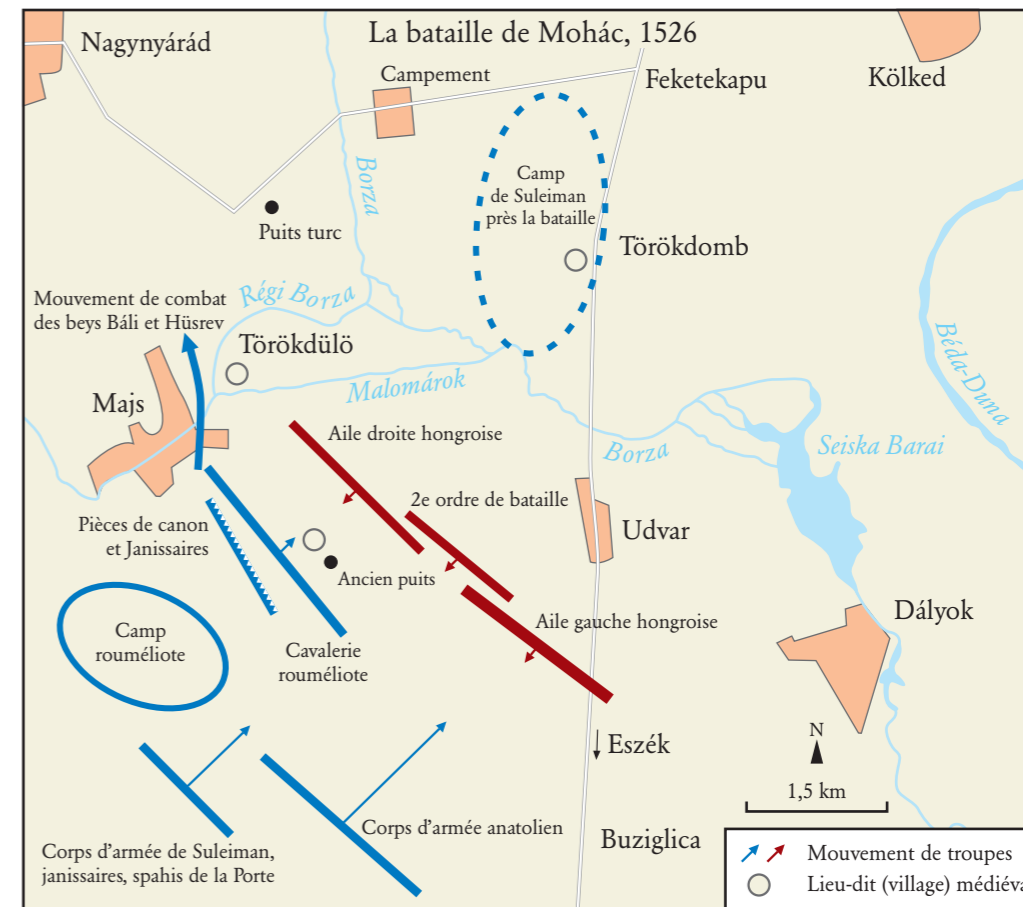 La bataille de Mohác, 1526
Nagynyárád
Campement
Feketekapu
Kölked
Borza
Camp
de Suleiman
près la bataille
Puits turc
Törökdomb
Mouvement de combat
des beys Báli et Hüsrev
Régi Borza
Törökdülö
Malomárok
Béda-Duna
Majs
Aile droite hongroise
Borza
Seiska Barai
2e ordre de bataille
Pièces de canon
et Janissaires
Udvar
Ancien puits
Aile gauche hongroise
Dályok
Camp
rouméliote
Cavalerie
rouméliote
Eszék
N
1,5 km
Corps d'armée anatolien
Buziglica
Corps d'armée de Suleiman,
janissaires, spahis de la Porte
Mouvement de troupes
Lieu-dit (village) médiéva